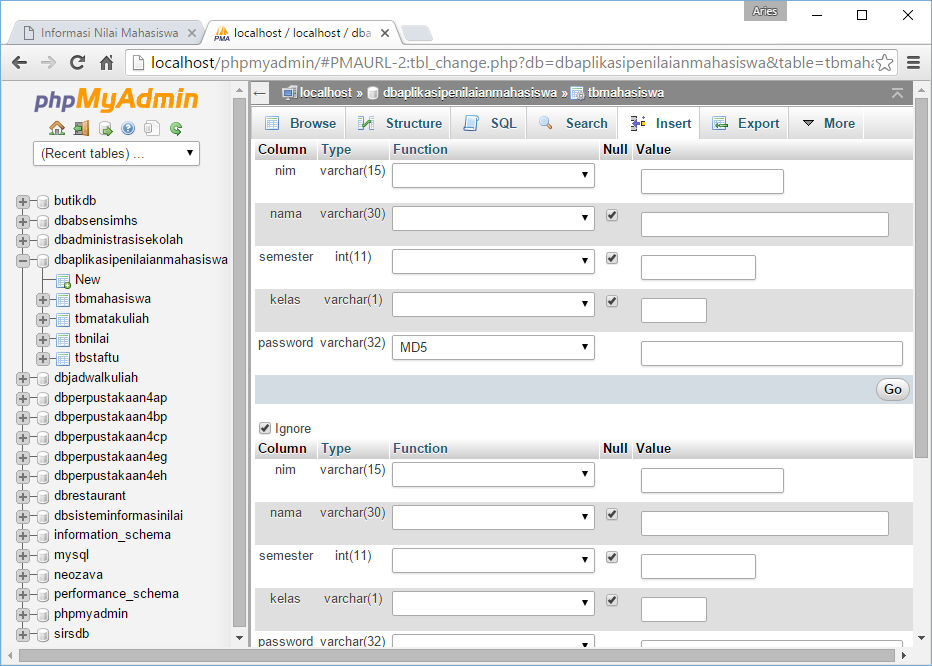 Aries
Informasi Nilai Mahasiswa
localhost / localhost / dba
localhost/phpmyadmin/#PMAURL-2:tbl_change.php?db=dbaplikasipenilaianmahasiswa&table=tbmaha
phpMyAdmin
(Recent tables) ...
butikdb
dbabsensimhs
dbadministrasisekolah
dbaplikasipenilaianmahasiswa
New
tbmahasiswa
tbmatakuliah
tbnilai
tbstaftu
dbjadwalkuliah
dbperpustakaan4ap
dbperpustakaan4bp
dbperpustakaan4cp
dbperpustakaan4eg
dbperpustakaan4eh
dbrestaurant
dbsisteminformasinilai
information_schema
mysql
neozava
performance_schema
phpmyadmin
sirsdb
localhost » dbaplikasipenilaianmahasiswa » tbmahasiswa
Browse Structure SQL Search Insert Export More
Column Type Function Null Value
nim varchar(15)
nama varchar(30)
semester int(11)
kelas varchar(1)
password varchar(32) MD5
Go
Ignore
Column Type Function Null Value
nim varchar(15)
nama varchar(30)
semester int(11)
kelas varchar(1)
password varchar(32)